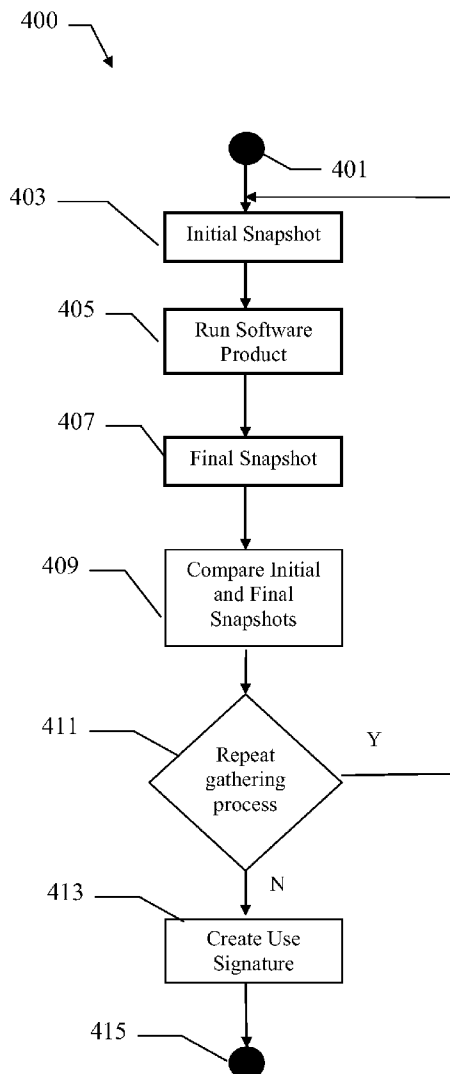 400
401
403
Initial Snapshot
405
Run Software
Product
407
Final Snapshot
409
Compare Initial
and Final
Snapshots
411
Repeat
gathering
process
Y
N
413
Create Use
Signature
415